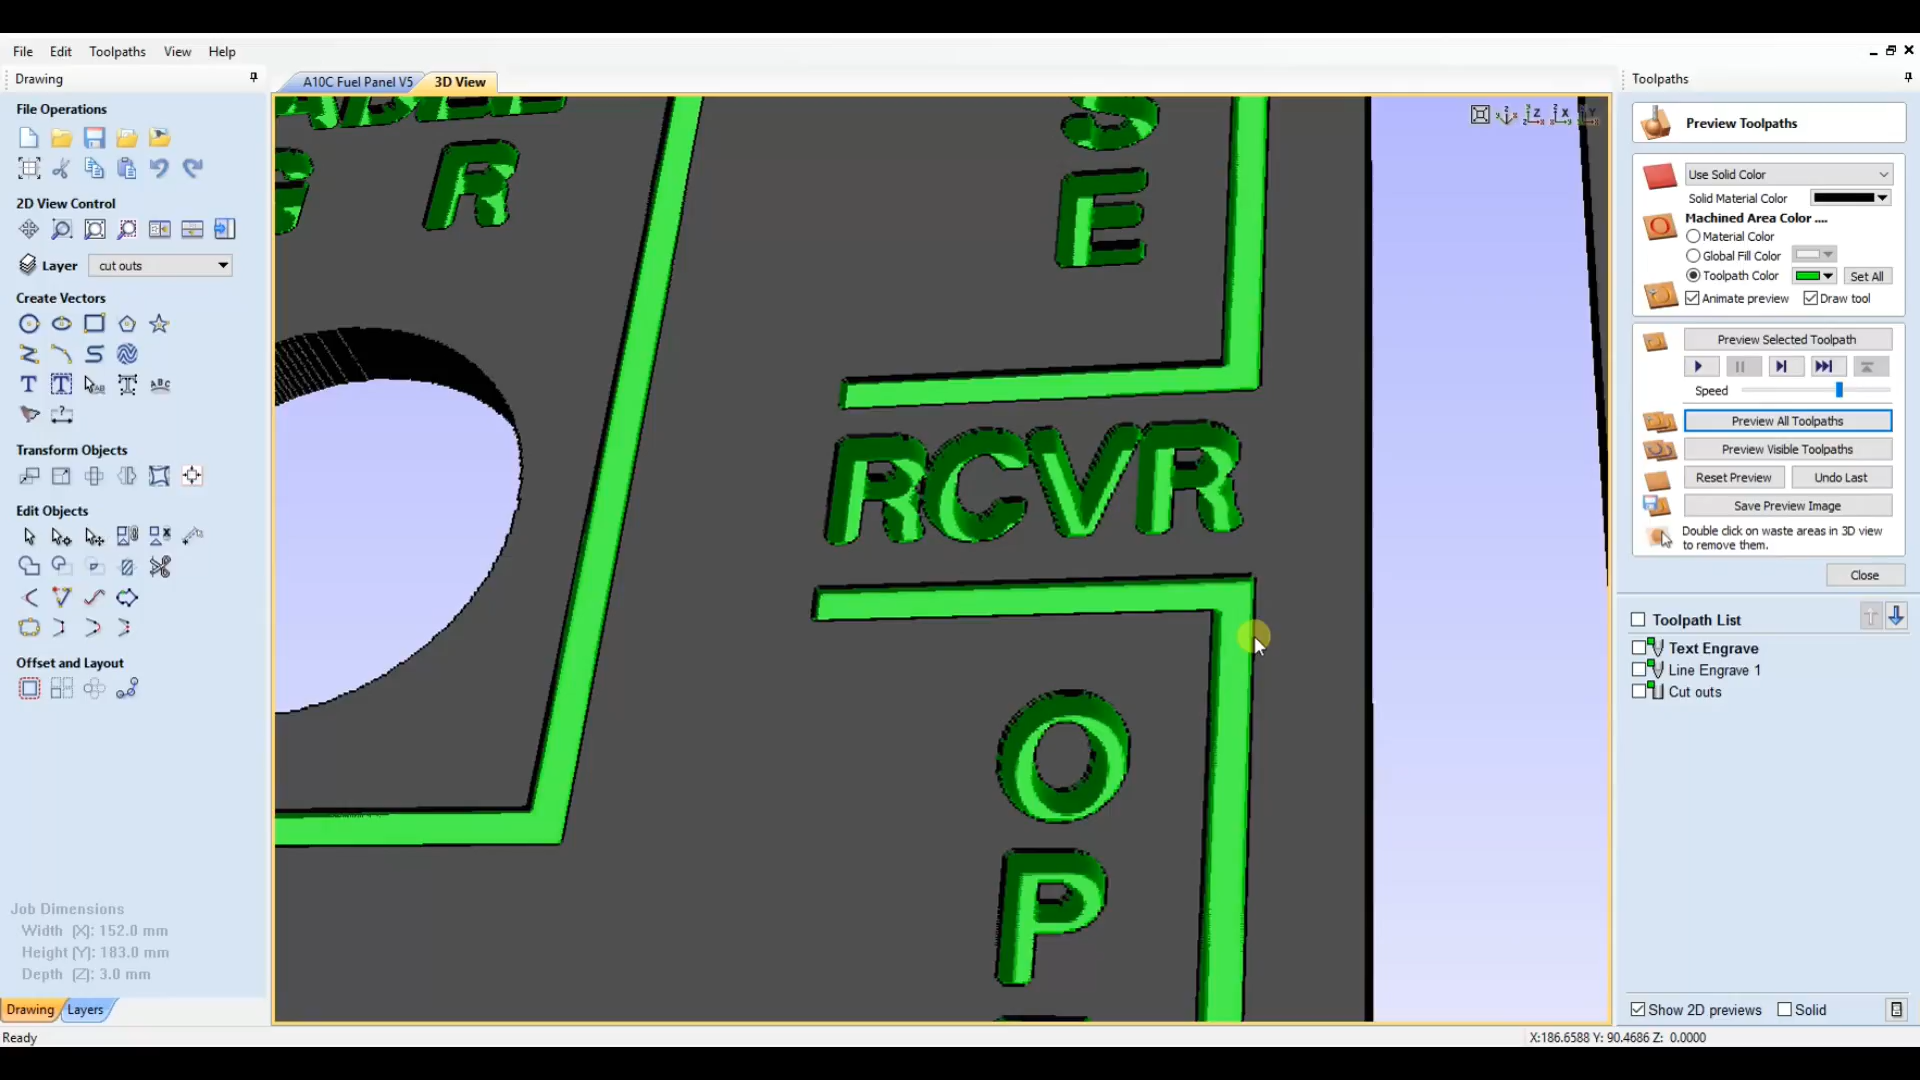 File Edit Toolpaths View Help
Drawing
A10C Fuel Panel V5 3D View
Toolpaths
File Operations
2D View Control
Layer cut outs
Create Vectors
Transform Objects
Edit Objects
Offset and Layout
Job Dimensions
Width [X]: 152.0 mm
Height [Y]: 183.0 mm
Depth [Z]: 3.0 mm
Drawing Layers
Ready
R
S
E
RCVR
O
P
Preview Toolpaths
Use Solid Color
Solid Material Color
Machined Area Color ....
Material Color
Global Fill Color
Toolpath Color Set All
Animate preview Draw tool
Preview Selected Toolpath
Speed
Preview All Toolpaths
Preview Visible Toolpaths
Reset Preview Undo Last
Save Preview Image
Double click on waste areas in 3D view
to remove them.
Close
Toolpath List
Text Engrave
Line Engrave 1
Cut outs
Show 2D previews Solid
X:186.6588 Y: 90.4686 Z: 0.0000